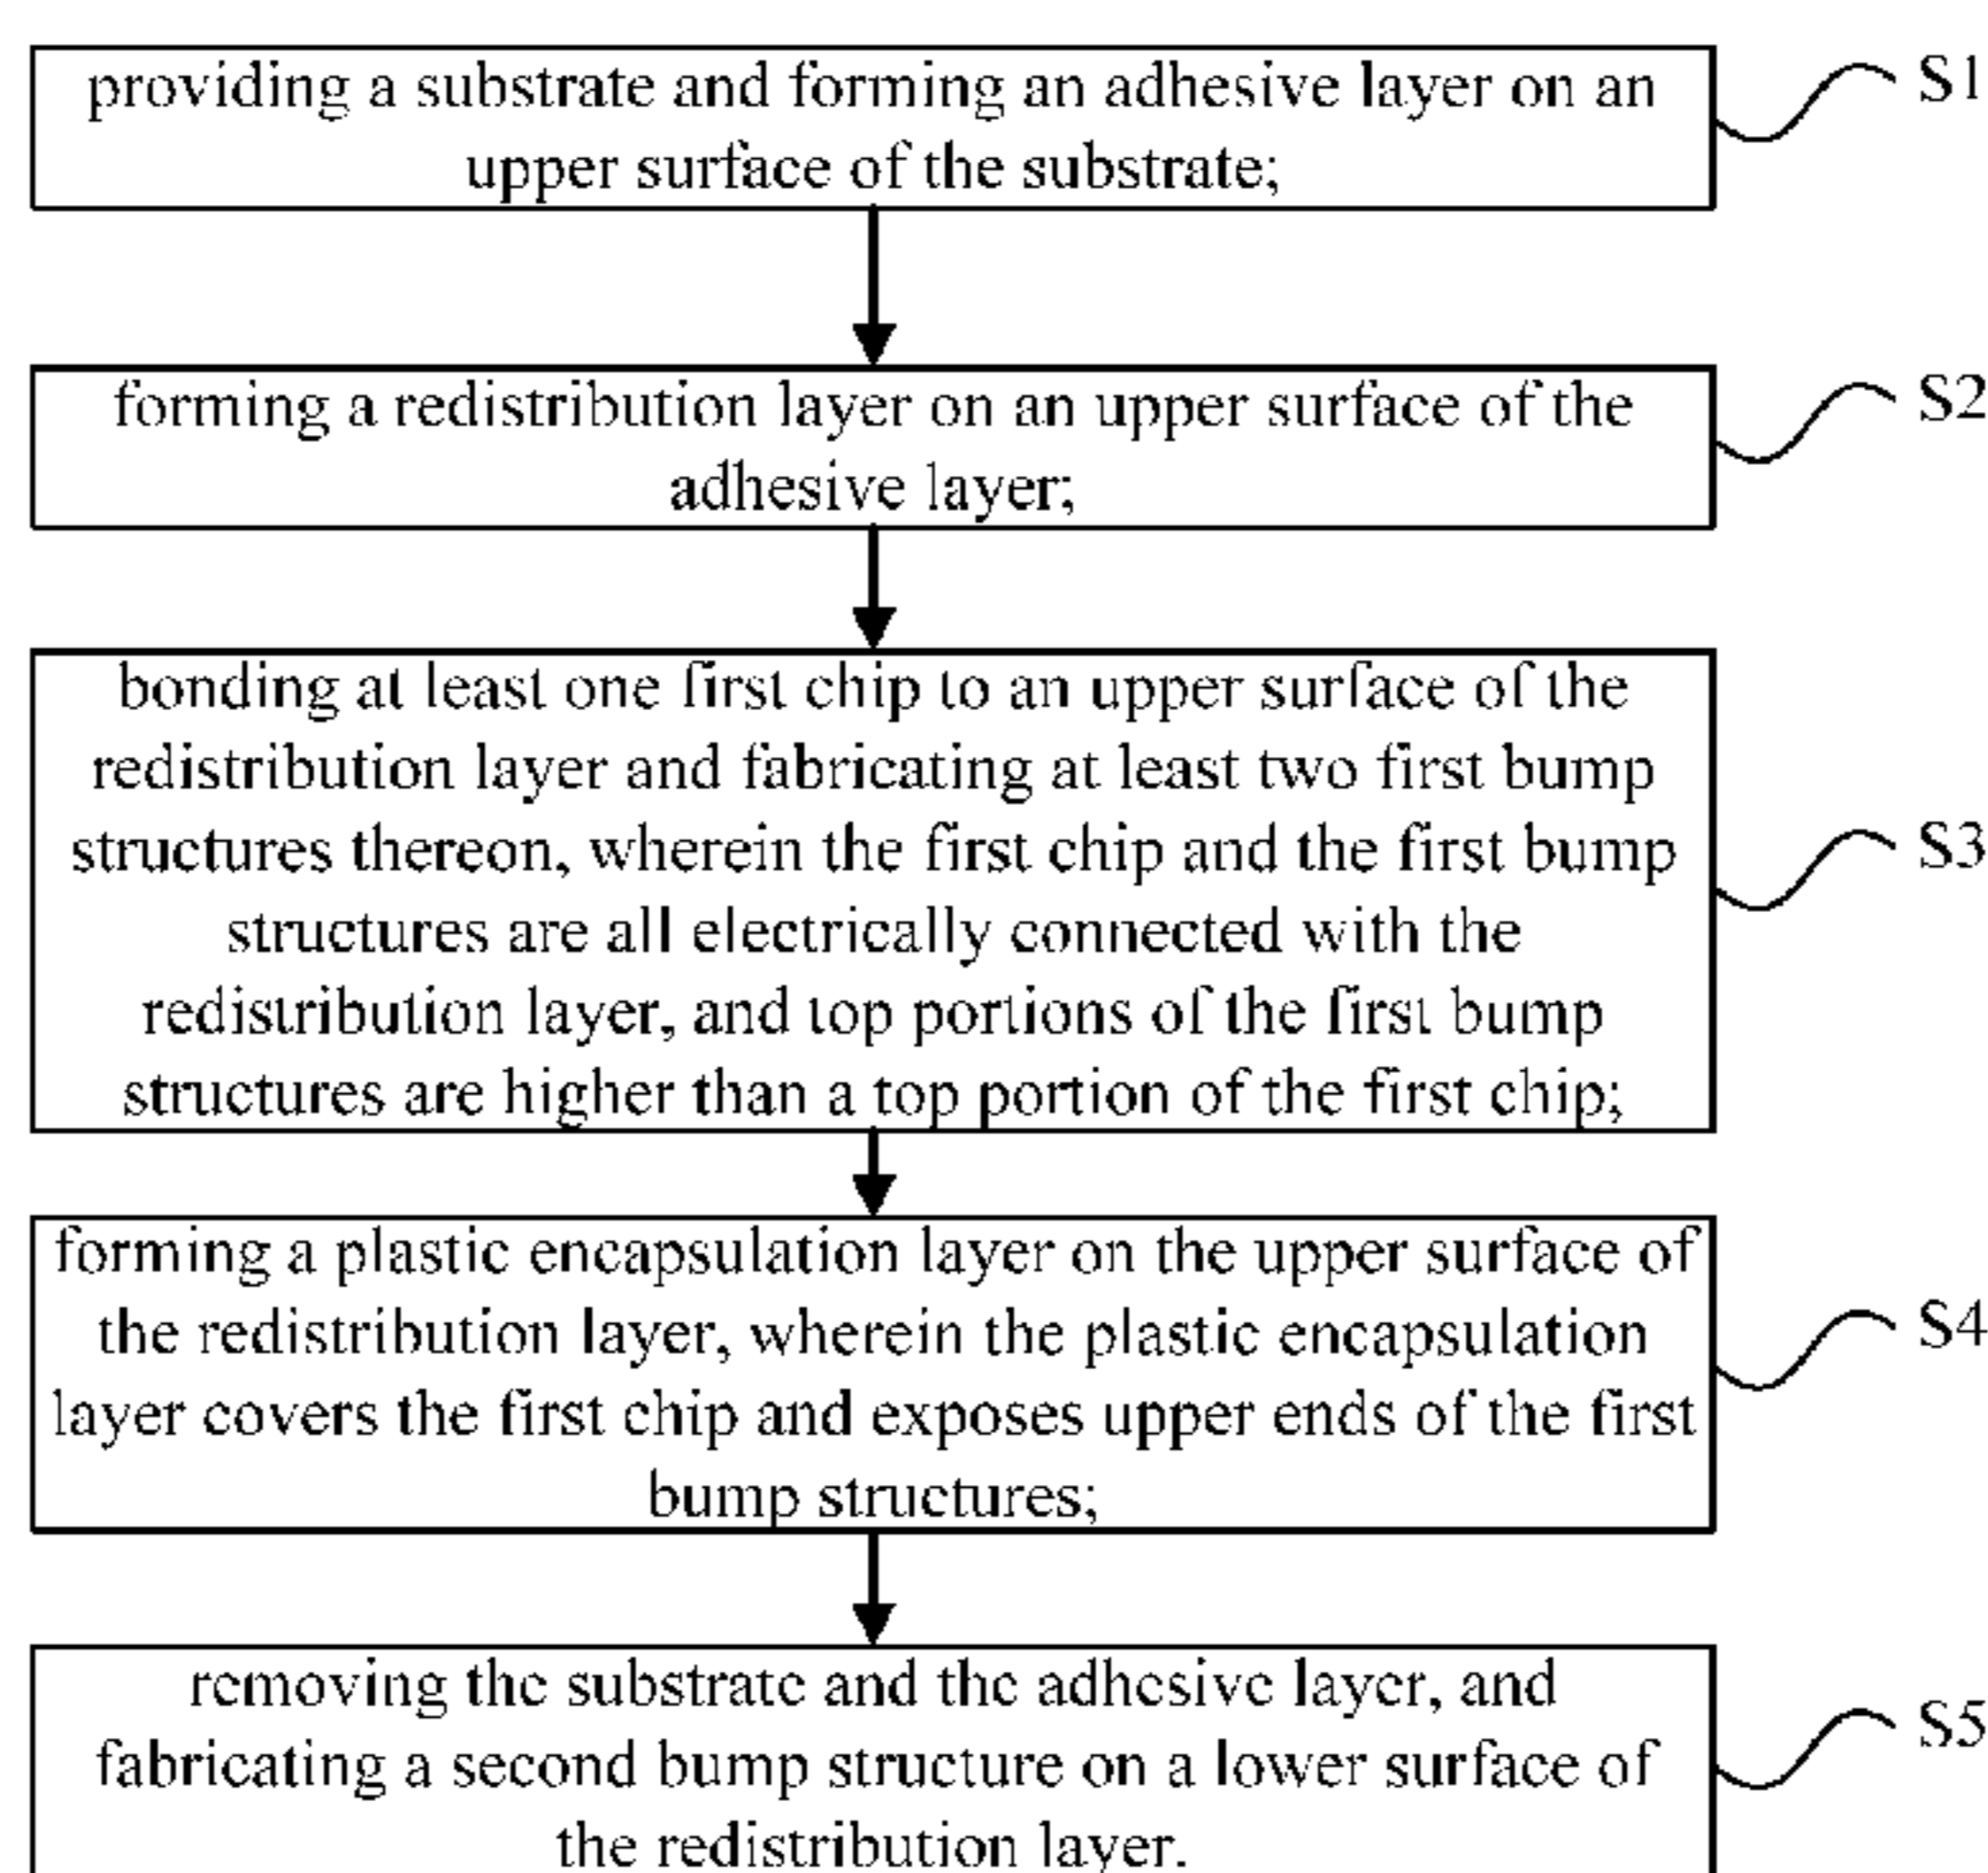 providing a substrate and forming an adhesive layer on an
upper surface of the substrate;
S1
forming a redistribution layer on an upper surface of the
adhesive layer;
S2
bonding at least one first chip to an upper surface of the
redistribution layer and fabricating at least two first bump
structures thereon, wherein the first chip and the first bump
structures are all electrically connected with the
redistribution layer, and top portions of the first bump
structures are higher than a top portion of the first chip;
S3
forming a plastic encapsulation layer on the upper surface of
the redistribution layer, wherein the plastic encapsulation
layer covers the first chip and exposes upper ends of the first
bump structures;
S4
removing the substrate and the adhesive layer, and
fabricating a second bump structure on a lower surface of
the redistribution layer.
S5